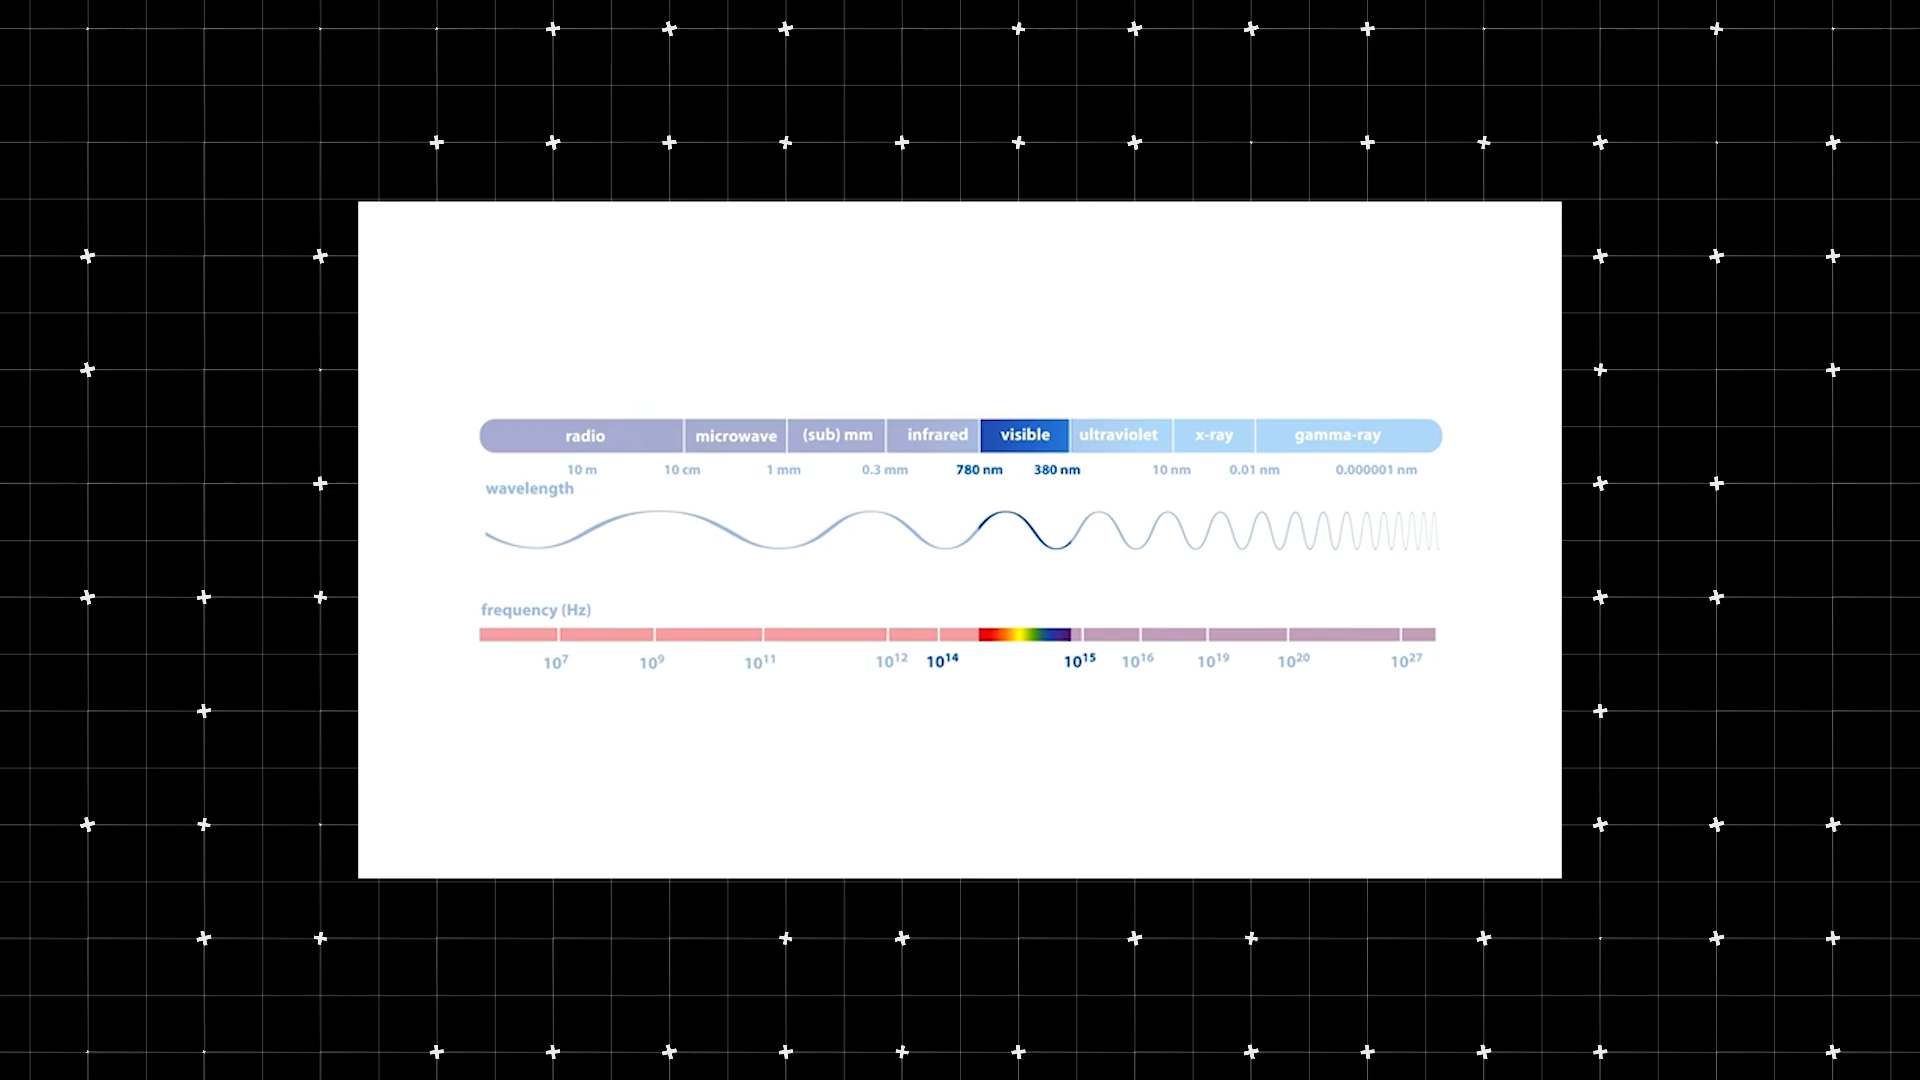 radio microwave (sub) mm infrared visible ultraviolet x-ray gamma-ray
10 m 10 cm 1 mm 0.3 mm 780 nm 380 nm 10 nm 0.01 nm 0.000001 nm
wavelength
frequency (Hz)
10⁷ 10⁹ 10¹¹ 10¹² 10¹⁴ 10¹⁵ 10¹⁶ 10¹⁹ 10²⁰ 10²⁷